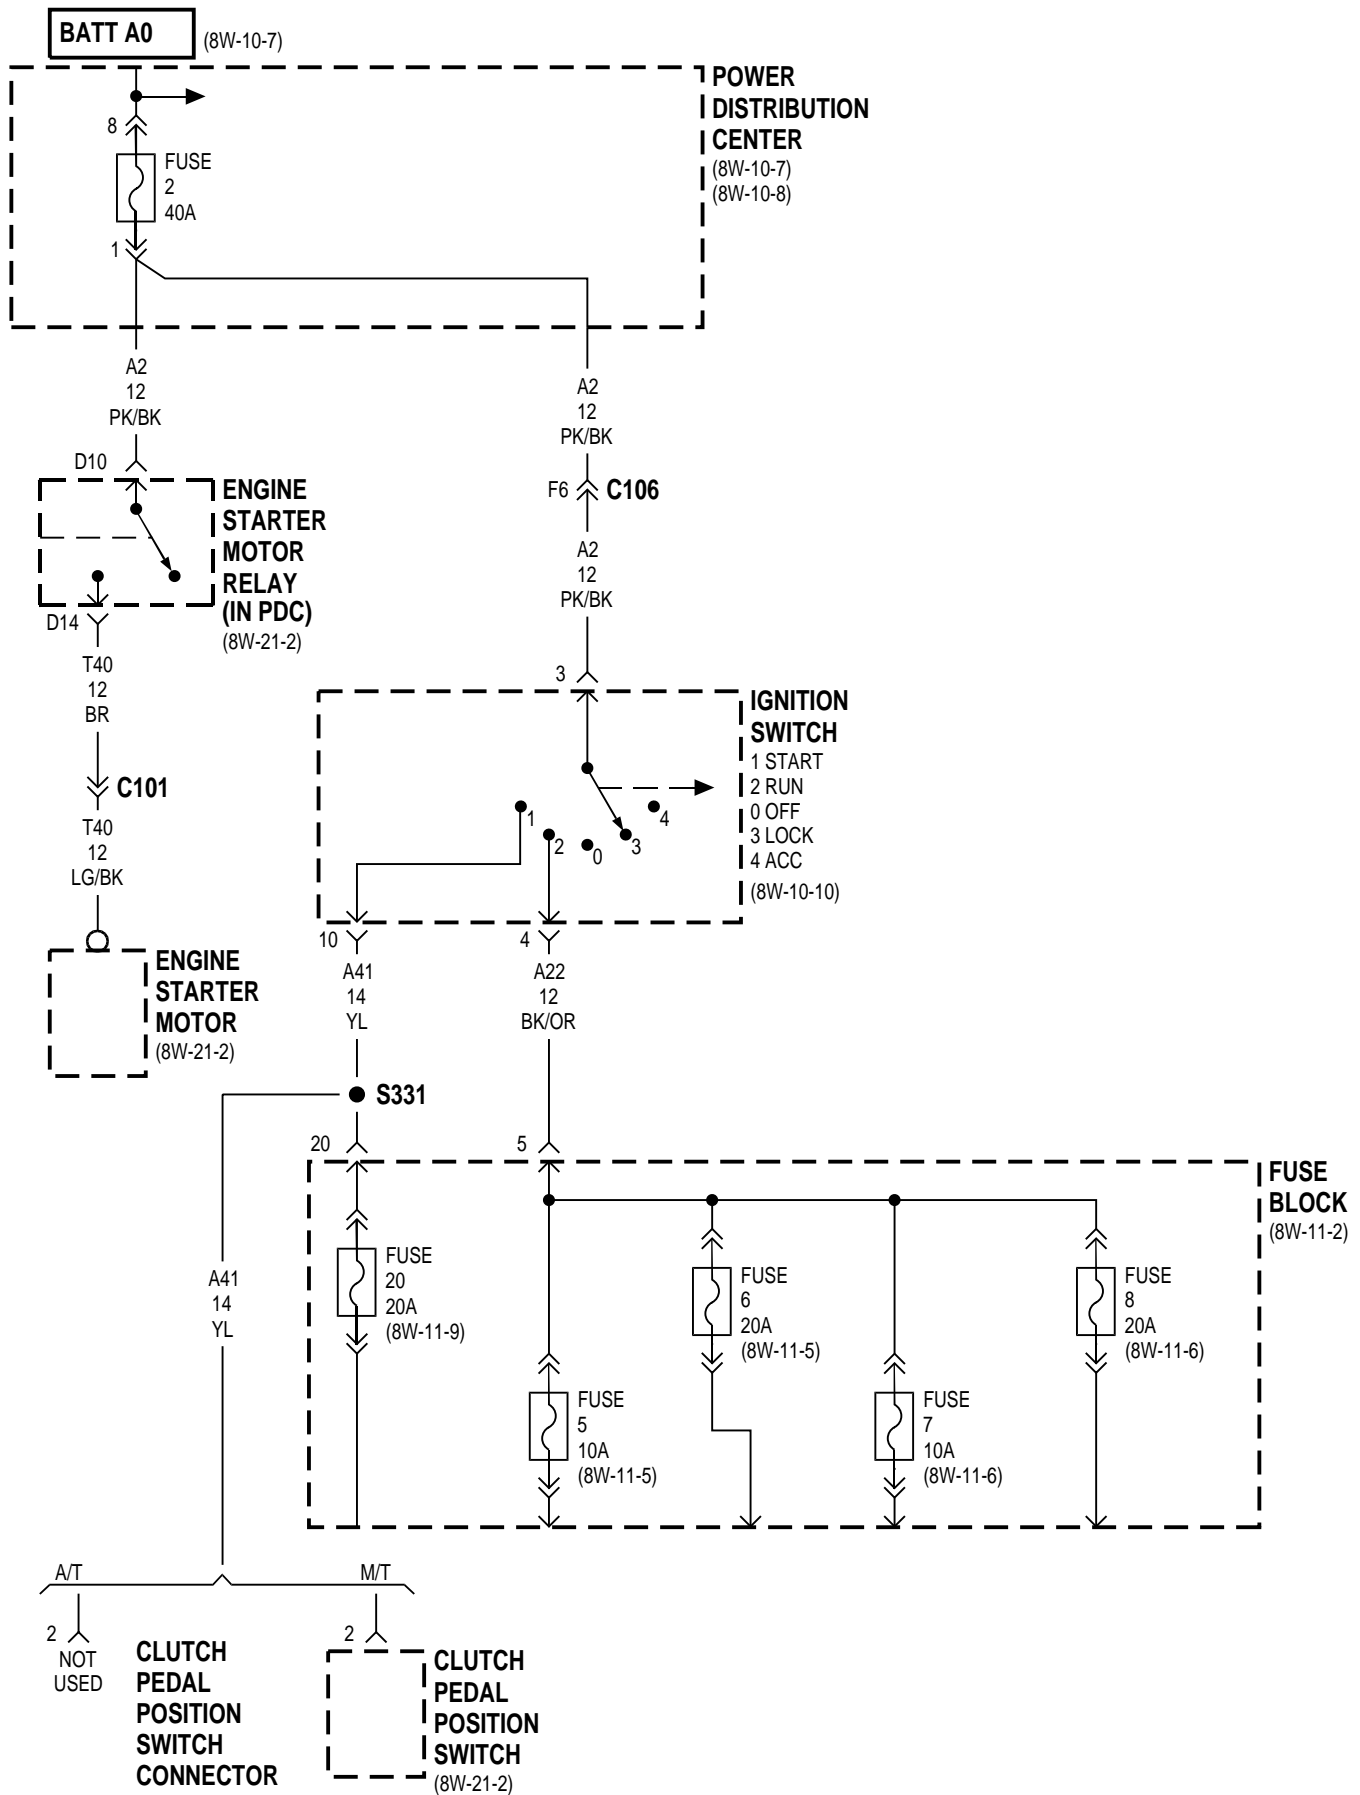 BATT A0
(8W-10-7)
POWER
DISTRIBUTION
CENTER
(8W-10-7)
(8W-10-8)
8
FUSE
2
40A
1
A2
12
PK/BK
A2
12
PK/BK
D10
F6
C106
ENGINE
STARTER
MOTOR
RELAY
(IN PDC)
(8W-21-2)
A2
12
PK/BK
D14
T40
12
BR
3
IGNITION
SWITCH
1 START
2 RUN
0 OFF
3 LOCK
4 ACC
(8W-10-10)
1
2
0
3
4
C101
T40
12
LG/BK
10
4
ENGINE
STARTER
MOTOR
(8W-21-2)
A41
14
YL
A22
12
BK/OR
S331
20
5
FUSE
BLOCK
(8W-11-2)
A41
14
YL
FUSE
20
20A
(8W-11-9)
FUSE
6
20A
(8W-11-5)
FUSE
8
20A
(8W-11-6)
FUSE
5
10A
(8W-11-5)
FUSE
7
10A
(8W-11-6)
A/T
M/T
2
NOT
USED
CLUTCH
PEDAL
POSITION
SWITCH
CONNECTOR
2
CLUTCH
PEDAL
POSITION
SWITCH
(8W-21-2)